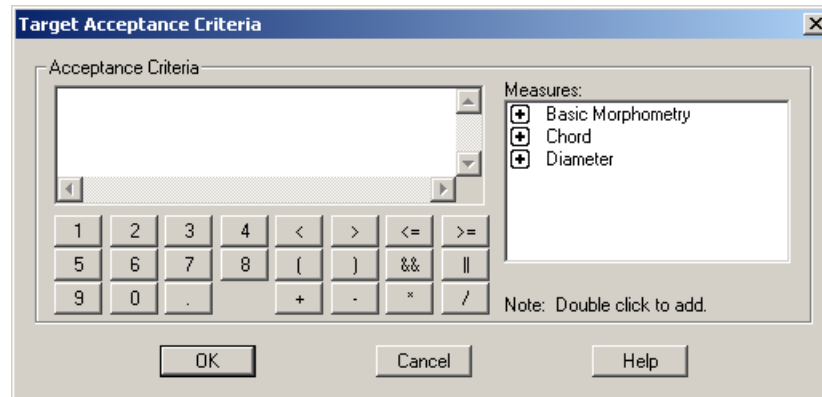 Target Acceptance Criteria
Acceptance Criteria
Measures:
Basic Morphometry
Chord
Diameter
1 2 3 4 < > <= >=
5 6 7 8 ( ) && ||
9 0 . + - * /
Note: Double click to add.
OK Cancel Help